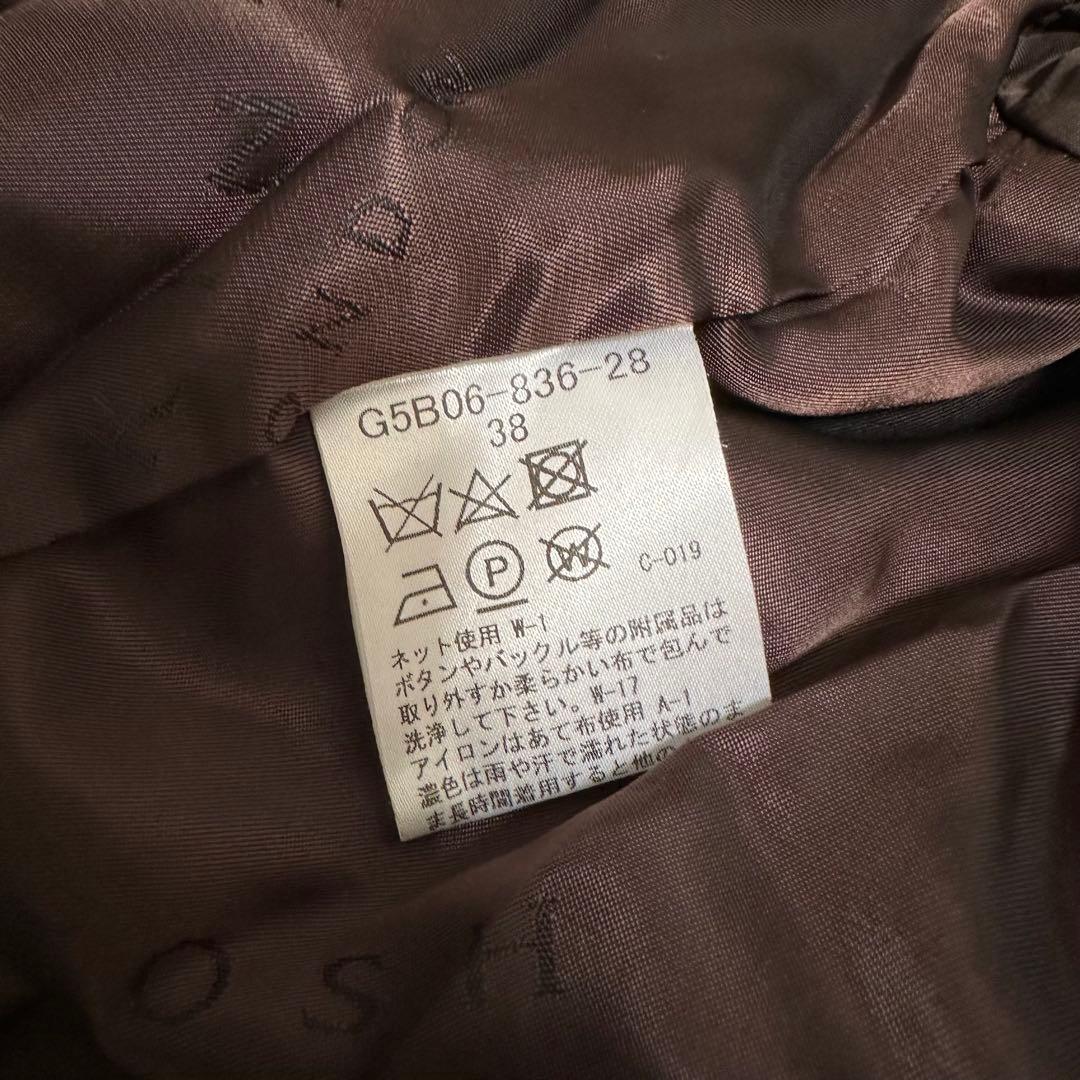 G5B06-836-28
38
P
W
C-019
ネット使用 W-1
ボタンやバックル等の附属品は
取り外すか柔らかい布で包んで
洗浄して下さい。W-17
アイロンはあて布使用 A-1
濃色は雨や汗で濡れた状態のま
ま長時間着用すると他の